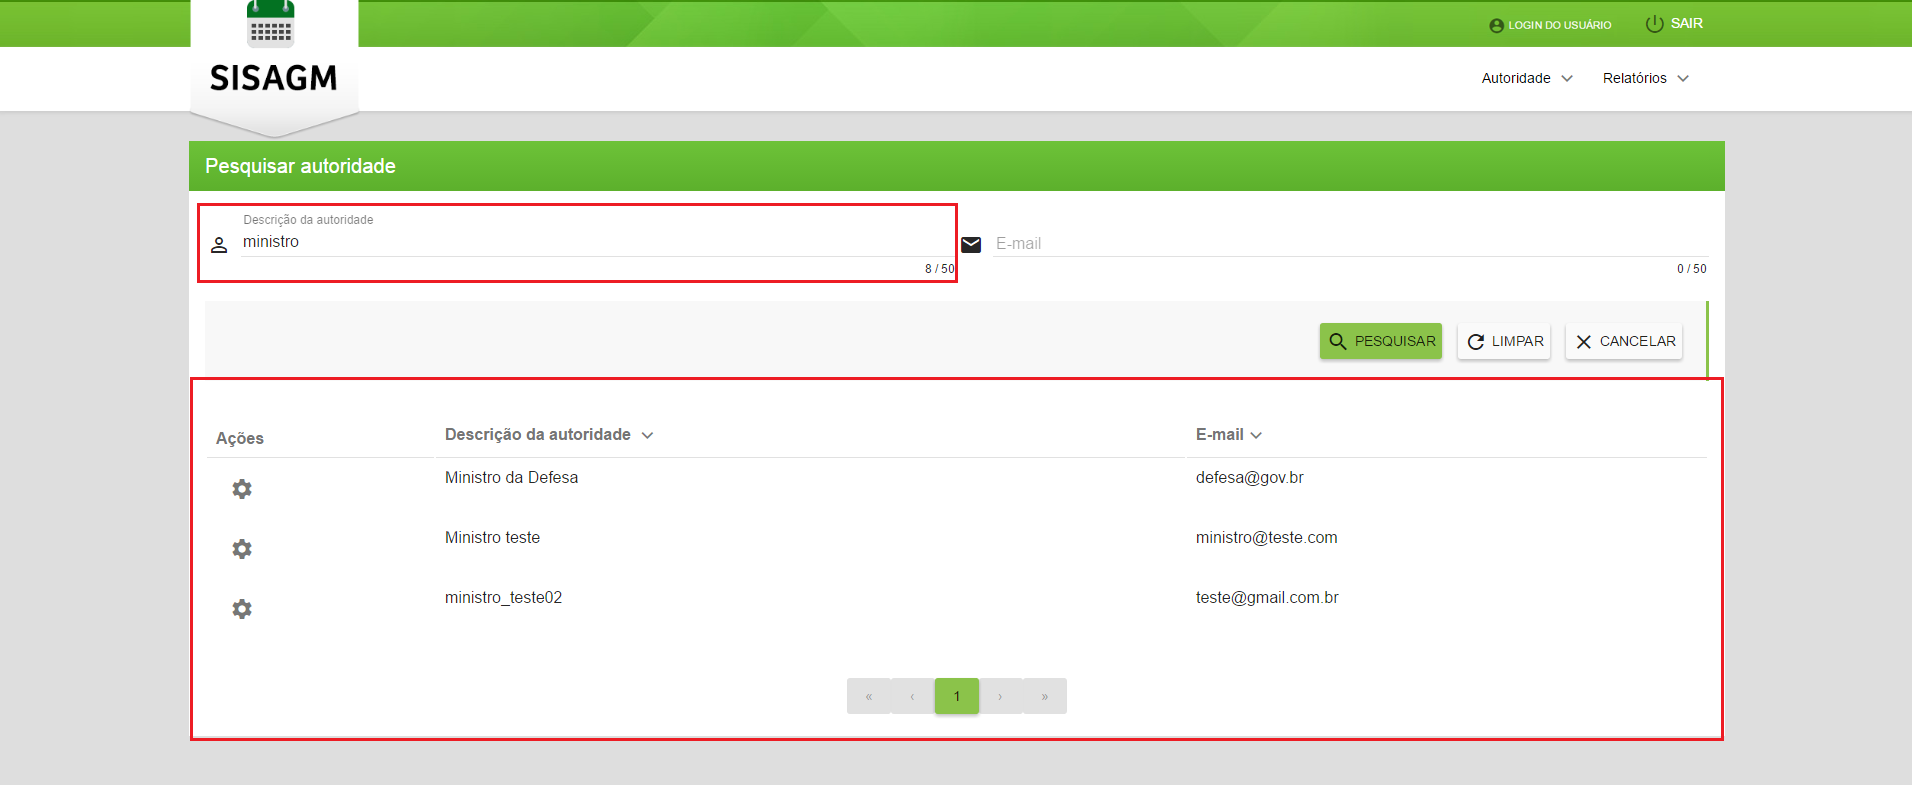 LOGIN DO USUÁRIO SAIR
SISAGM
Autoridade Relatórios
Pesquisar autoridade
Descrição da autoridade
ministro
E-mail
8 / 50
0 / 50
PESQUISAR LIMPAR CANCELAR
Ações Descrição da autoridade E-mail
Ministro da Defesa defesa@gov.br
Ministro teste ministro@teste.com
ministro_teste02 teste@gmail.com.br
« ‹ 1 › »